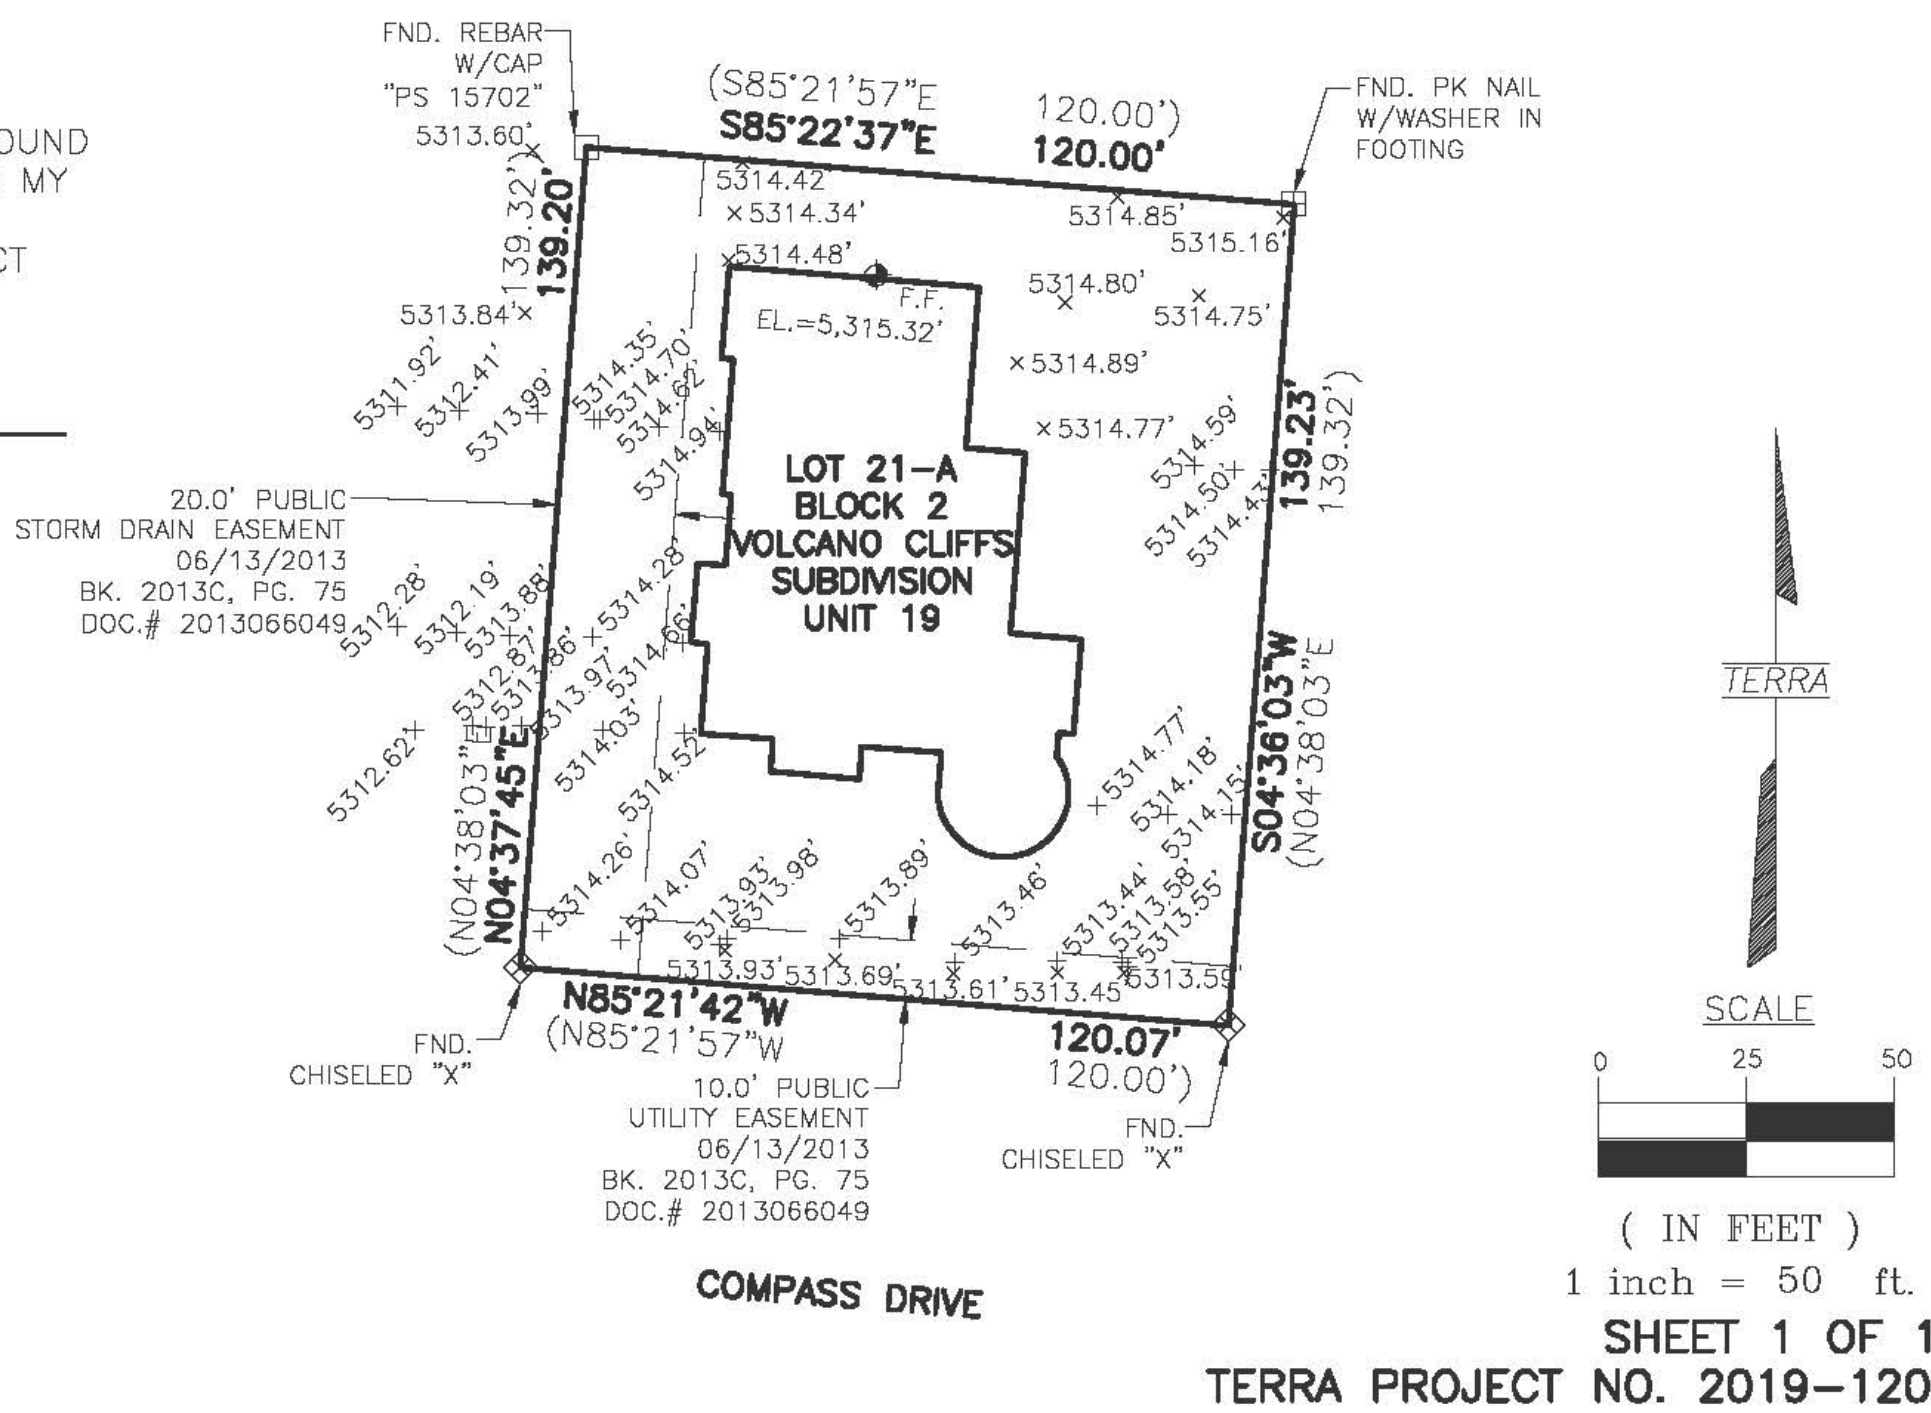 OUND
MY
CT
FND. REBAR
W/CAP
"PS 15702"
5313.60'
(S85°21'57"E 120.00')
S85°22'37"E 120.00'
FND. PK NAIL
W/WASHER IN
FOOTING
139.32')
139.20'
5314.42'
5314.34'
5314.48'
5314.85'
5315.16'
5314.80'
5314.75'
F.F.
EL.=5,315.32'
5313.84'
5311.92'
5312.41'
5313.99'
5314.35'
5314.70'
5314.62'
5314.94'
5314.89'
5314.77'
5314.59'
5314.50'
5314.43'
139.23'
139.32')
LOT 21-A
BLOCK 2
VOLCANO CLIFFS
SUBDIVISION
UNIT 19
20.0' PUBLIC
STORM DRAIN EASEMENT
06/13/2013
BK. 2013C, PG. 75
DOC.# 2013066049
5312.28'
5312.19'
5313.88'
5314.28'
5312.87'
5313.86'
5313.97'
5314.66'
5312.62'
5314.03'
5314.52'
(N04°38'03"E
N04°37'45"E
S04°36'03"W
(N04°38'03"E
5314.77'
5314.18'
5314.15'
5314.26'
5314.07'
5313.93'
5313.98'
5313.89'
5313.46'
5313.44'
5313.58'
5313.55'
5313.93'
5313.69'
5313.61'
5313.45'
5313.59'
N85°21'42"W 120.07'
(N85°21'57"W 120.00')
FND.
CHISELED "X"
10.0' PUBLIC
UTILITY EASEMENT
06/13/2013
BK. 2013C, PG. 75
DOC.# 2013066049
FND.
CHISELED "X"
COMPASS DRIVE
TERRA
SCALE
0 25 50
( IN FEET )
1 inch = 50 ft.
SHEET 1 OF 1
TERRA PROJECT NO. 2019-120